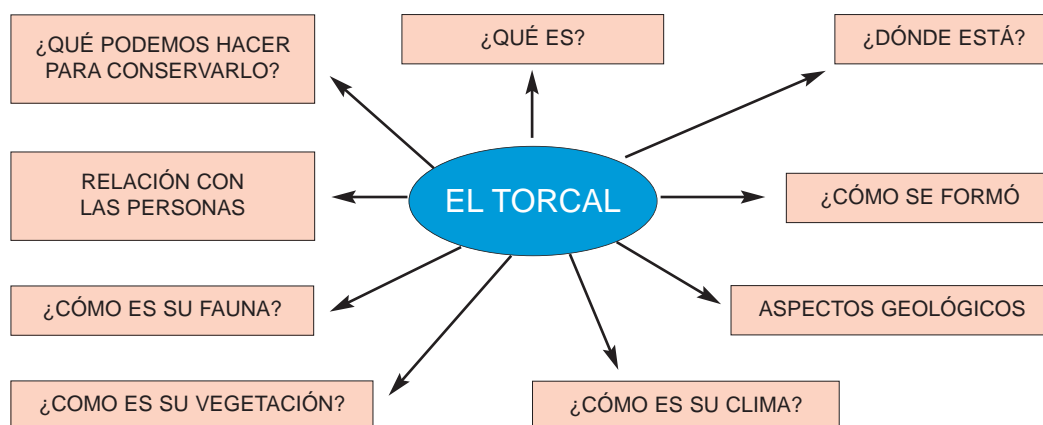 ¿QUÉ PODEMOS HACER
PARA CONSERVARLO?
¿QUÉ ES?
¿DÓNDE ESTÁ?
RELACIÓN CON
LAS PERSONAS
EL TORCAL
¿CÓMO SE FORMÓ
¿CÓMO ES SU FAUNA?
ASPECTOS GEOLÓGICOS
¿COMO ES SU VEGETACIÓN?
¿CÓMO ES SU CLIMA?